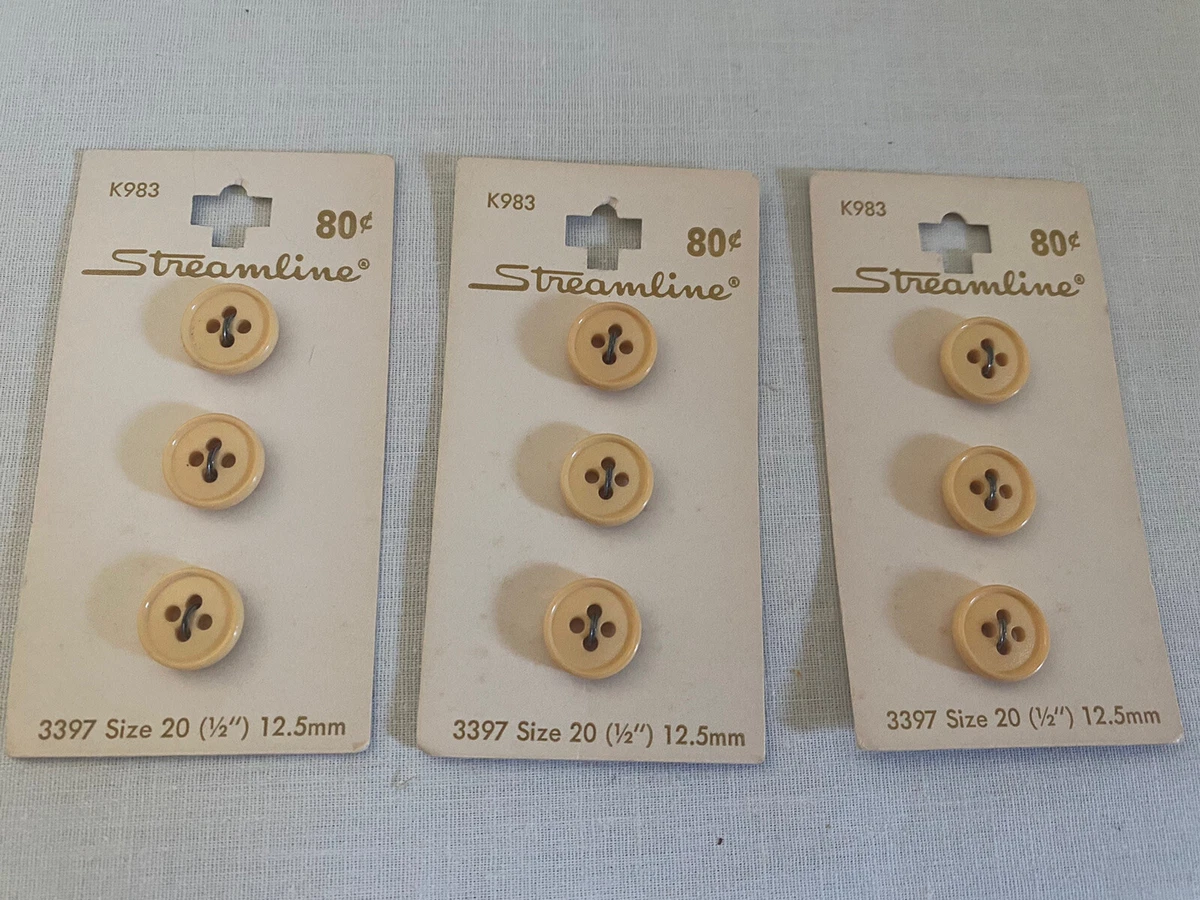 K983
80¢
Streamline®
3397 Size 20 (½") 12.5mm
K983
80¢
Streamline®
3397 Size 20 (½") 12.5mm
K983
80¢
Streamline®
3397 Size 20 (½") 12.5mm